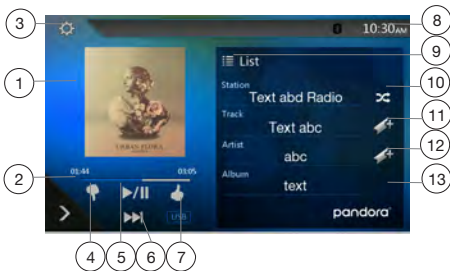 3
8
10:30AM
9
List
1
Station
10
Text abd Radio
Track
11
Text abc
Artist
12
abc
URBAN FLORA
2
01:44
03:05
Album
13
text
USB
pandora
4
5
6
7